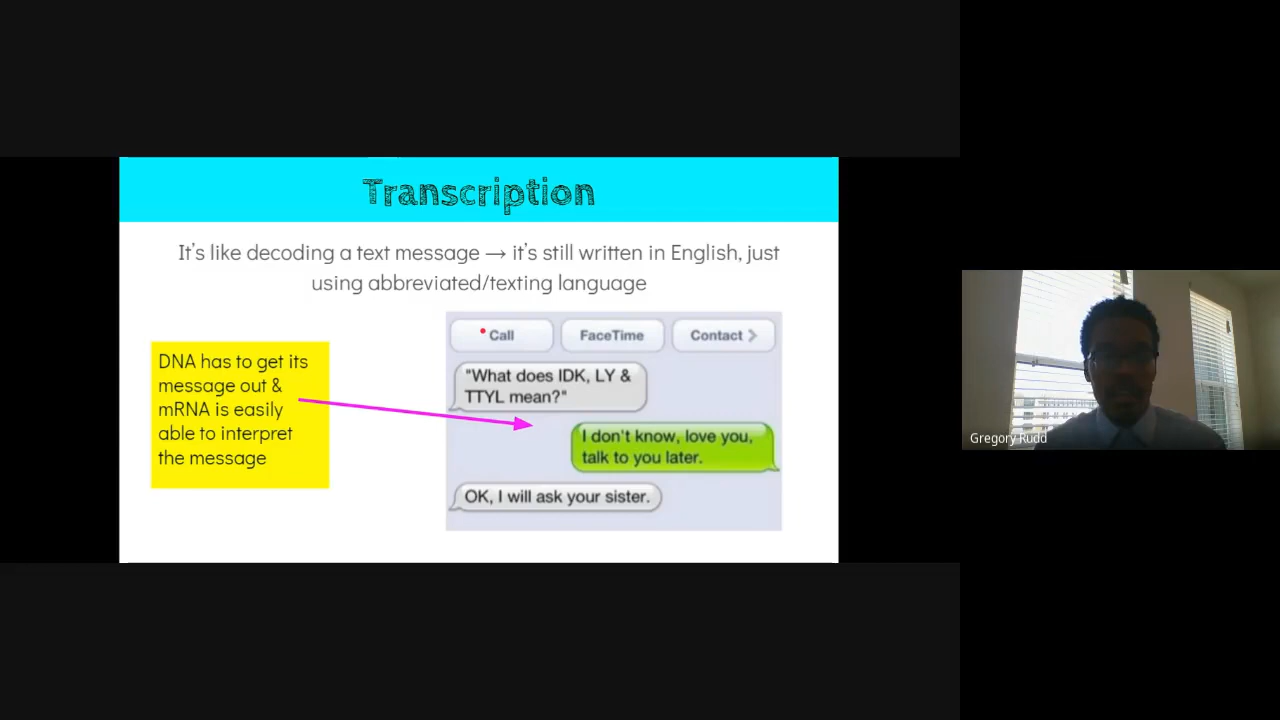 Transcription
It's like decoding a text message → it's still written in English, just
using abbreviated/texting language
DNA has to get its
message out &
mRNA is easily
able to interpret
the message
Call FaceTime Contact
"What does IDK, LY &
TTYL mean?"
I don't know, love you,
talk to you later.
OK, I will ask your sister.
Gregory Rudd